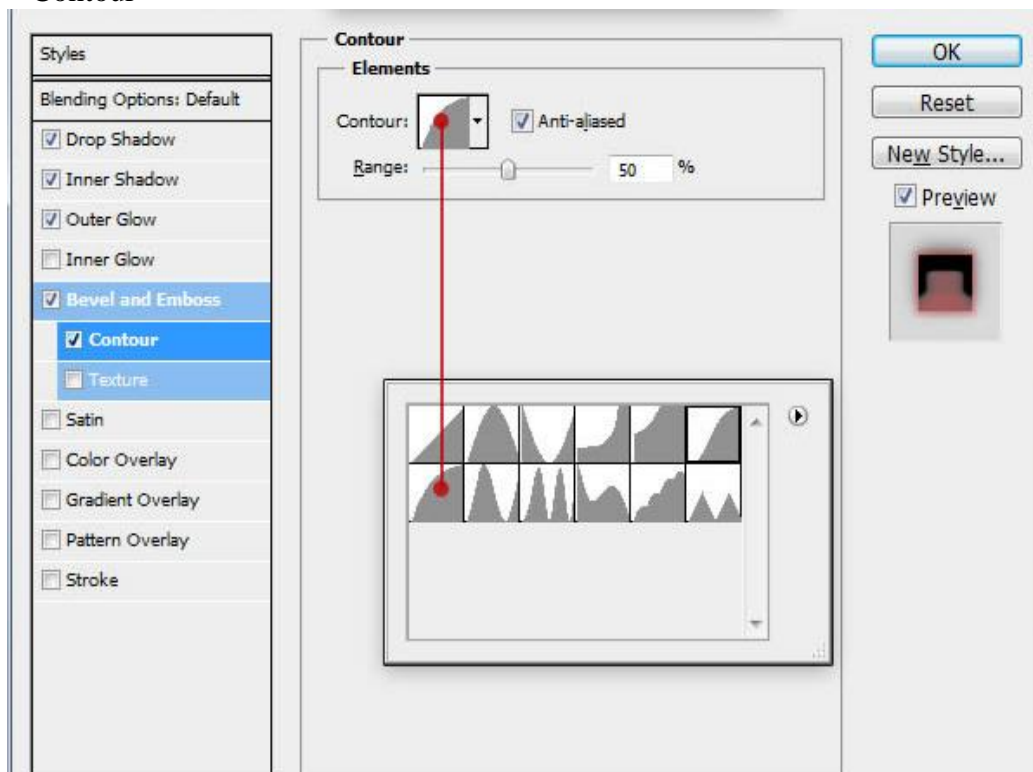 Contour
Styles
Blending Options: Default
Drop Shadow
Inner Shadow
Outer Glow
Inner Glow
Bevel and Emboss
Contour
Texture
Satin
Color Overlay
Gradient Overlay
Pattern Overlay
Stroke
Contour
Elements
Contour: Anti-aliased
Range: 50 %
OK
Reset
New Style...
Preview